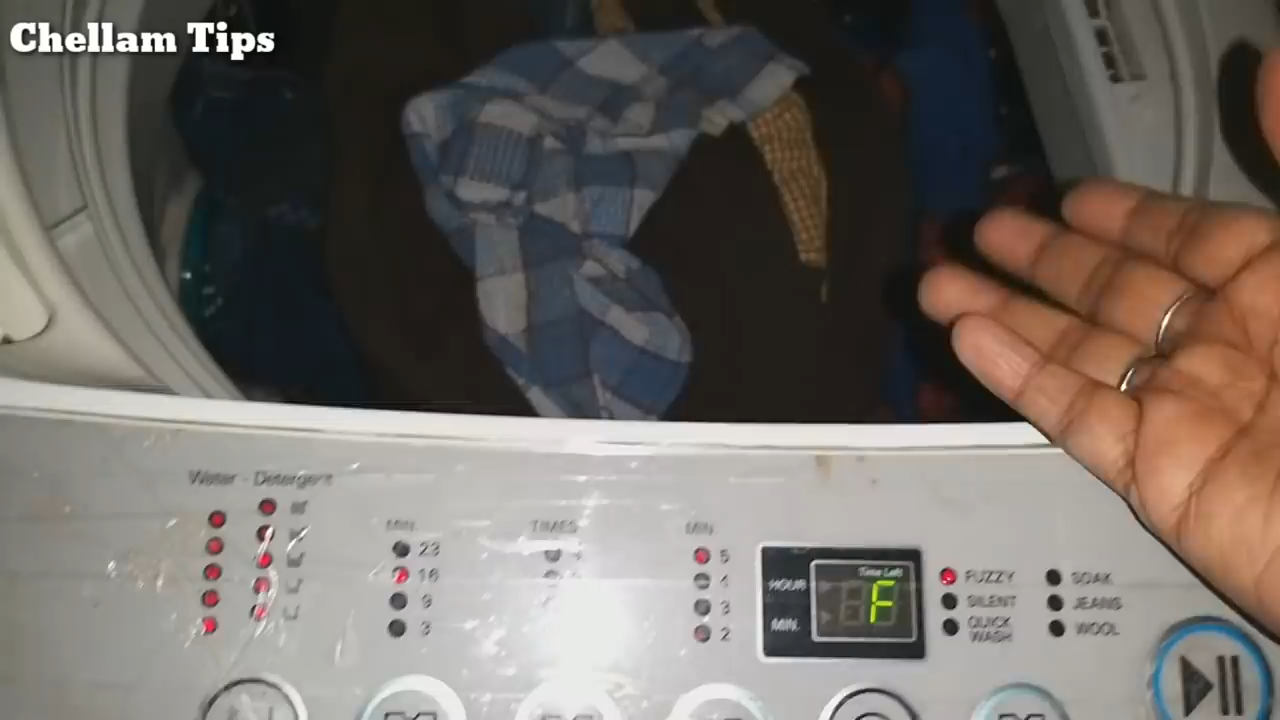 Chellam Tips
Water - Detergent
MIN.
23
16
9
3
TIMES
MIN
5
4
3
2
HOUR
MIN.
Time Left
F
FUZZY
SILENT
QUICK
WASH
SOAK
JEANS
WOOL